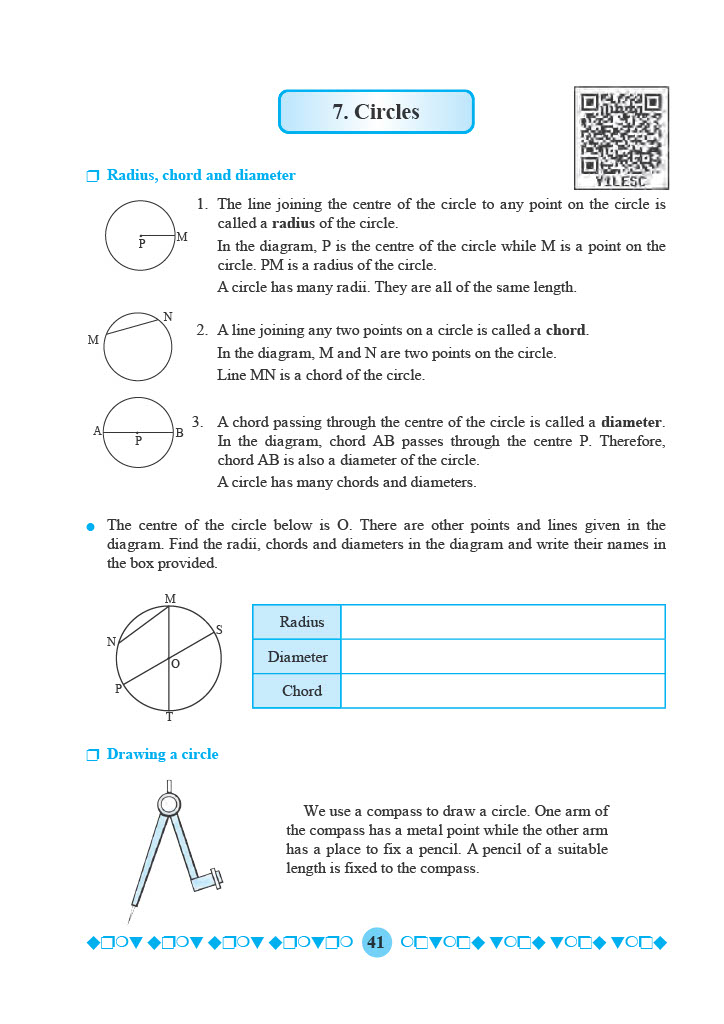 7. Circles
Y1LESC
❒ Radius, chord and diameter
1. The line joining the centre of the circle to any point on the circle is
called a radius of the circle.
P M
In the diagram, P is the centre of the circle while M is a point on the
circle. PM is a radius of the circle.
A circle has many radii. They are all of the same length.
N
M
2. A line joining any two points on a circle is called a chord.
In the diagram, M and N are two points on the circle.
Line MN is a chord of the circle.
A P B
3. A chord passing through the centre of the circle is called a diameter.
In the diagram, chord AB passes through the centre P. Therefore,
chord AB is also a diameter of the circle.
A circle has many chords and diameters.
● The centre of the circle below is O. There are other points and lines given in the
diagram. Find the radii, chords and diameters in the diagram and write their names in
the box provided.
M
S
N
O
P
T
Radius
Diameter
Chord
❒ Drawing a circle
We use a compass to draw a circle. One arm of
the compass has a metal point while the other arm
has a place to fix a pencil. A pencil of a suitable
length is fixed to the compass.
41